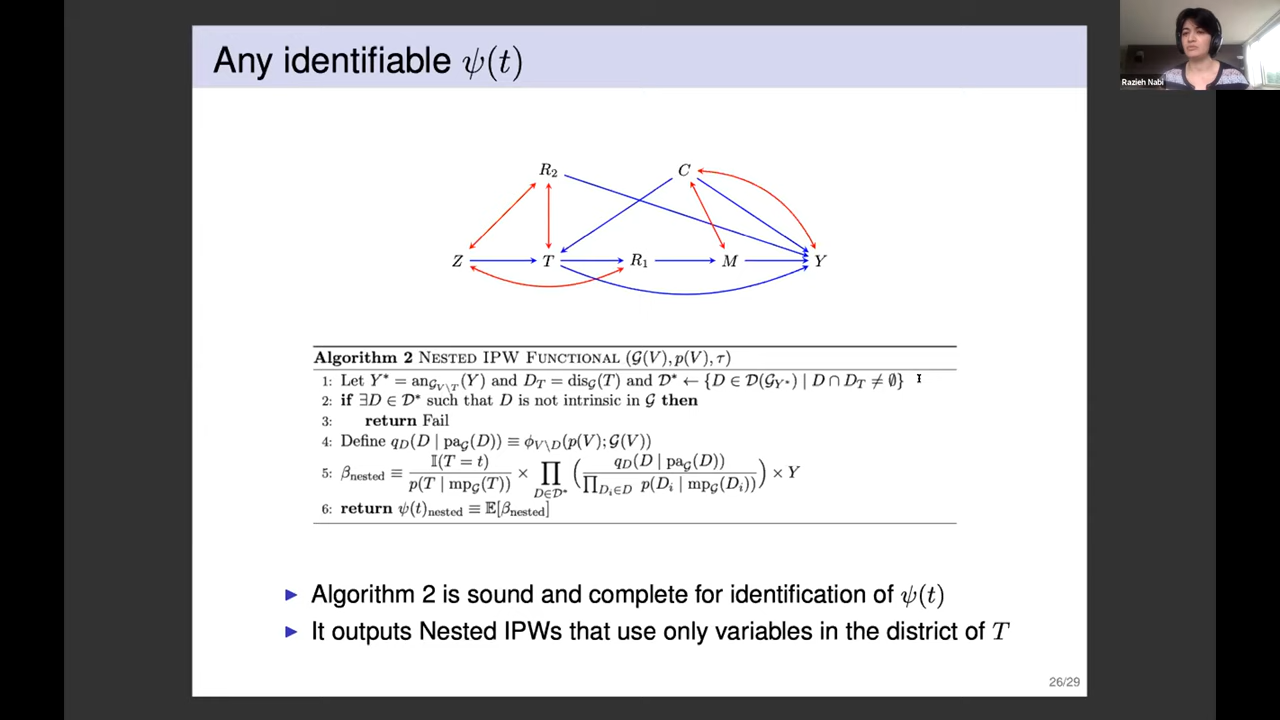 Any identifiable ψ(t)
Razieh Nabi
R₂ C
Z T R₁ M Y
Algorithm 2 NESTED IPW FUNCTIONAL (𝒢(V), p(V), τ)
1: Let Y* = an_{𝒢_{V\T}}(Y) and D_T = dis_𝒢(T) and 𝒟* ← {D ∈ 𝒟(𝒢_{Y*}) | D ∩ D_T ≠ ∅}
2: if ∃D ∈ 𝒟* such that D is not intrinsic in 𝒢 then
3: return Fail
4: Define q_D(D | pa_𝒢(D)) ≡ ϕ_{V\D}(p(V); 𝒢(V))
5: β_nested ≡ 𝕀(T = t) / p(T | mp_𝒢(T)) × ∏_{D∈𝒟*} ( q_D(D | pa_𝒢(D)) / ∏_{D_i∈D} p(D_i | mp_𝒢(D_i)) ) × Y
6: return ψ(t)_nested ≡ 𝔼[β_nested]
▶ Algorithm 2 is sound and complete for identification of ψ(t)
▶ It outputs Nested IPWs that use only variables in the district of T
26/29